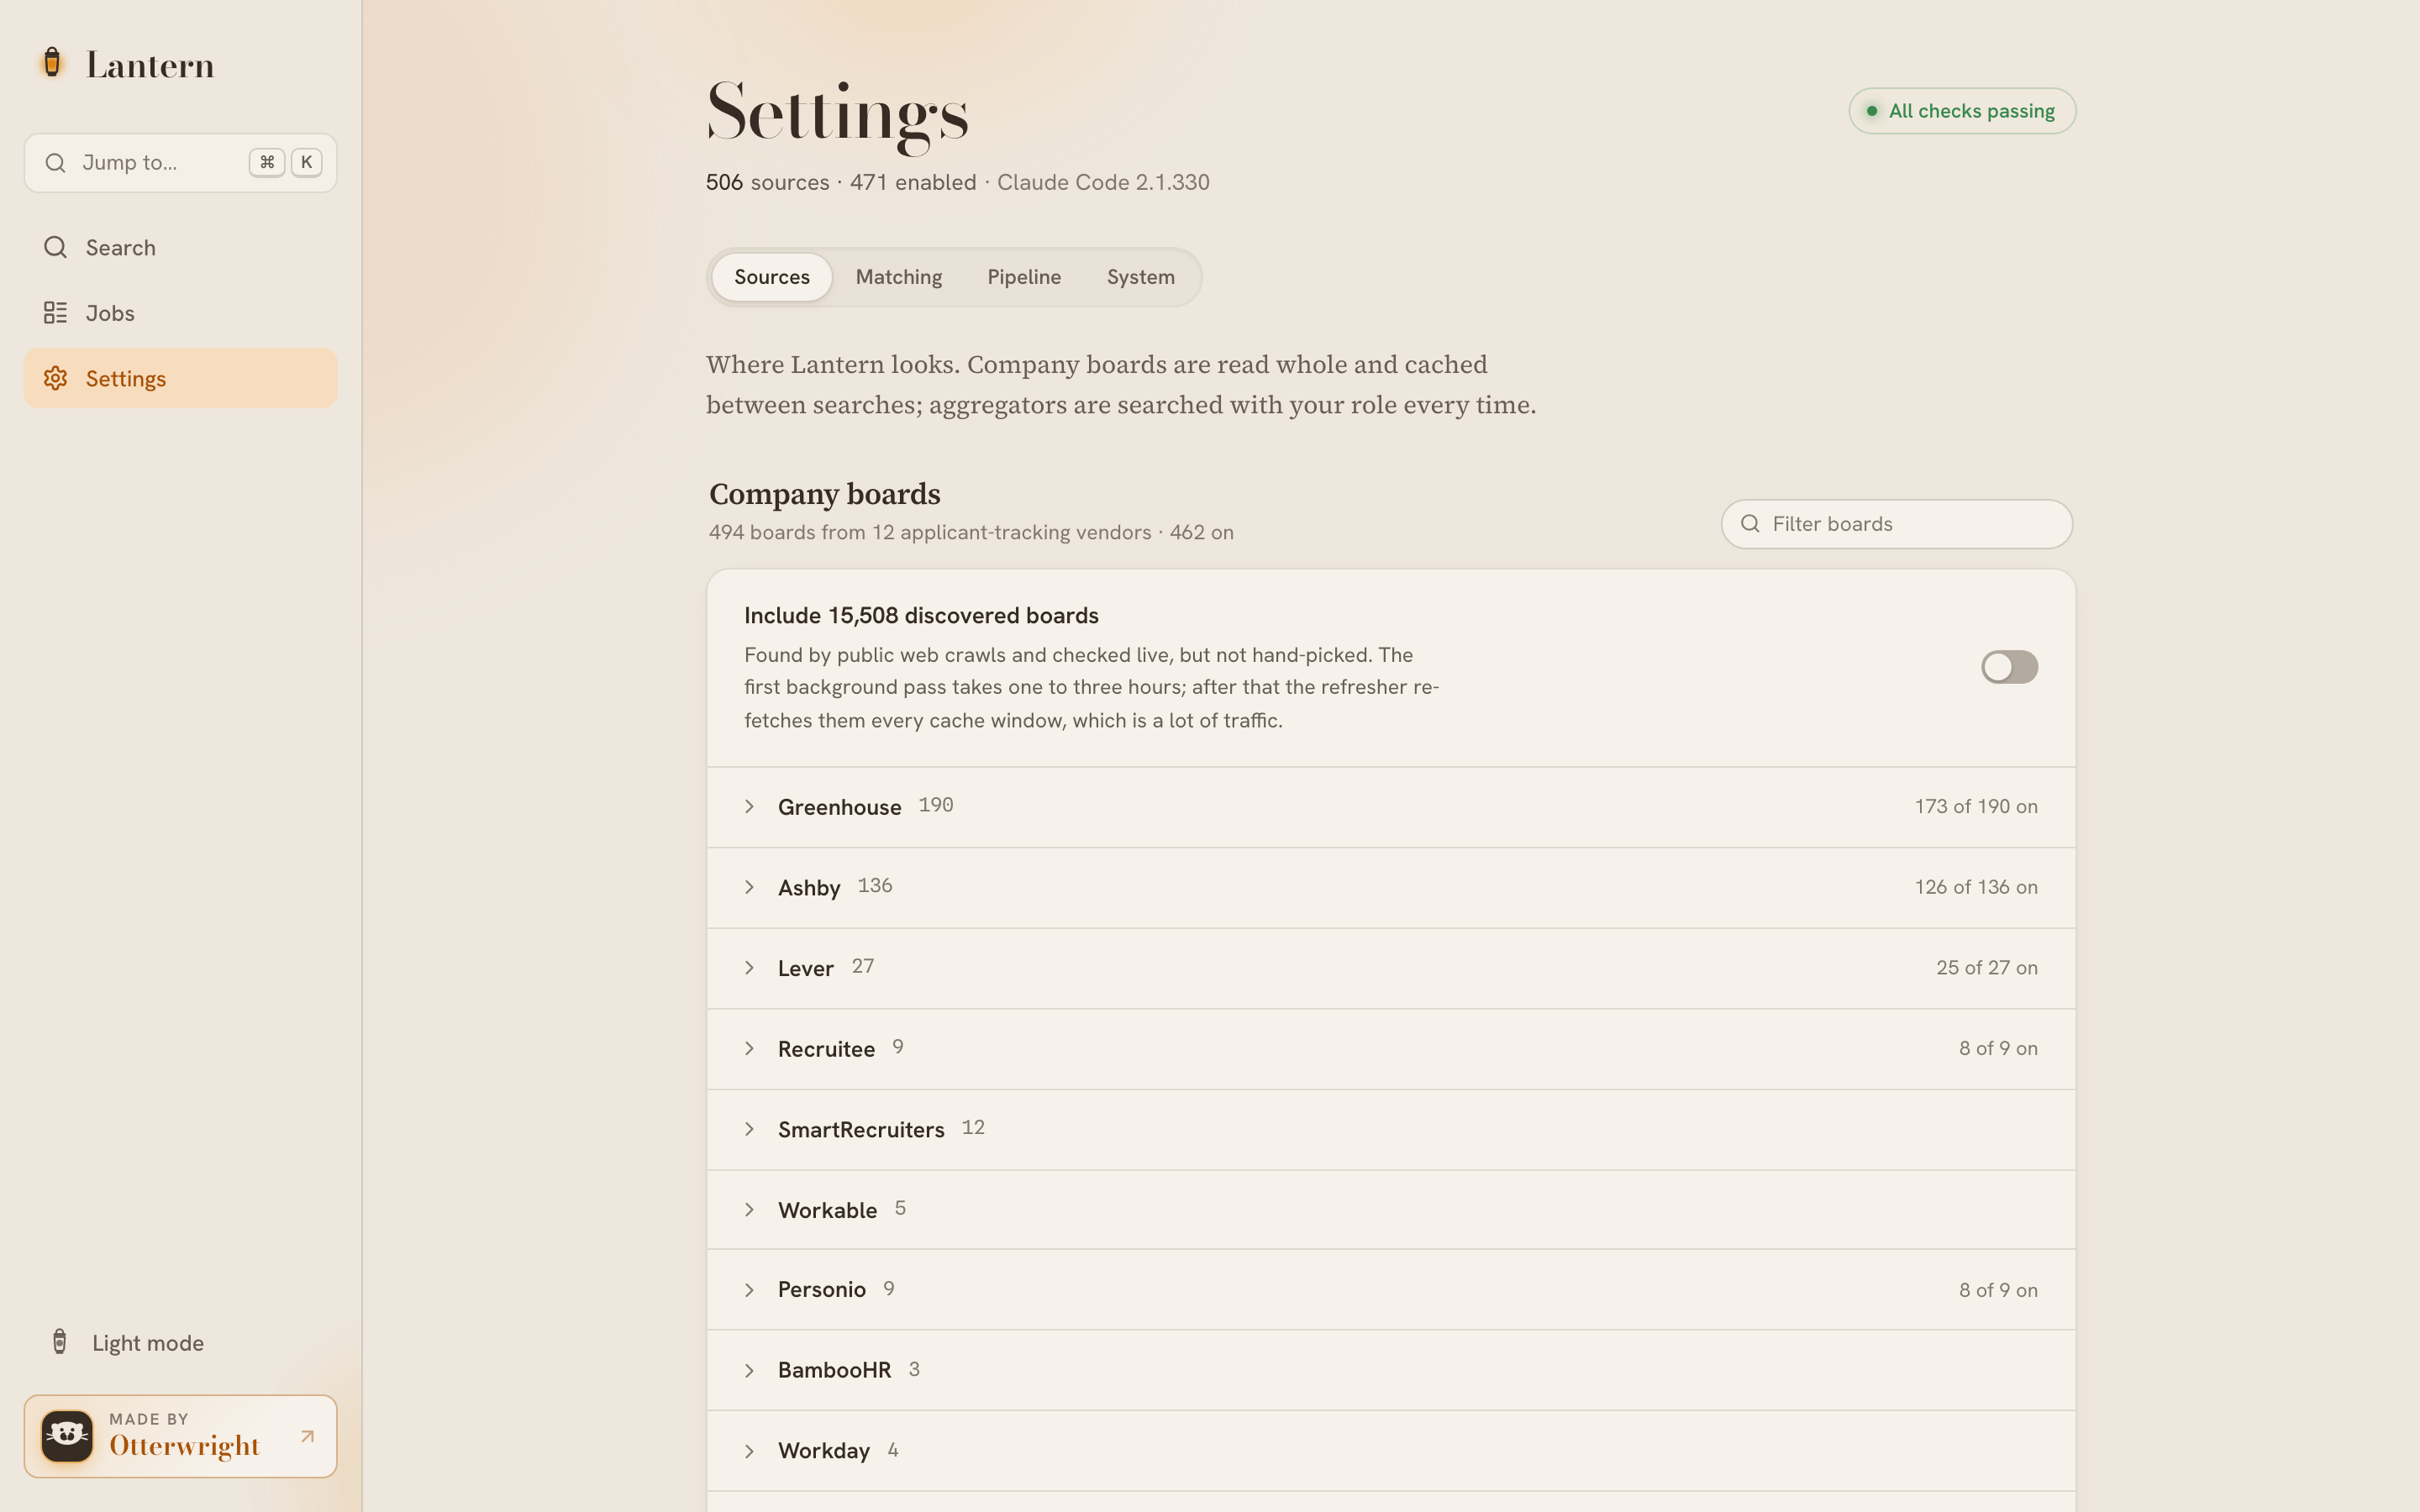 Lantern
Jump to...
⌘ K
Search
Jobs
Settings
Light mode
MADE BY
Otterwright
Settings
All checks passing
506 sources · 471 enabled · Claude Code 2.1.330
Sources Matching Pipeline System
Where Lantern looks. Company boards are read whole and cached
between searches; aggregators are searched with your role every time.
Company boards
494 boards from 12 applicant-tracking vendors · 462 on
Filter boards
Include 15,508 discovered boards
Found by public web crawls and checked live, but not hand-picked. The
first background pass takes one to three hours; after that the refresher re-
fetches them every cache window, which is a lot of traffic.
Greenhouse 190 173 of 190 on
Ashby 136 126 of 136 on
Lever 27 25 of 27 on
Recruitee 9 8 of 9 on
SmartRecruiters 12
Workable 5
Personio 9 8 of 9 on
BambooHR 3
Workday 4